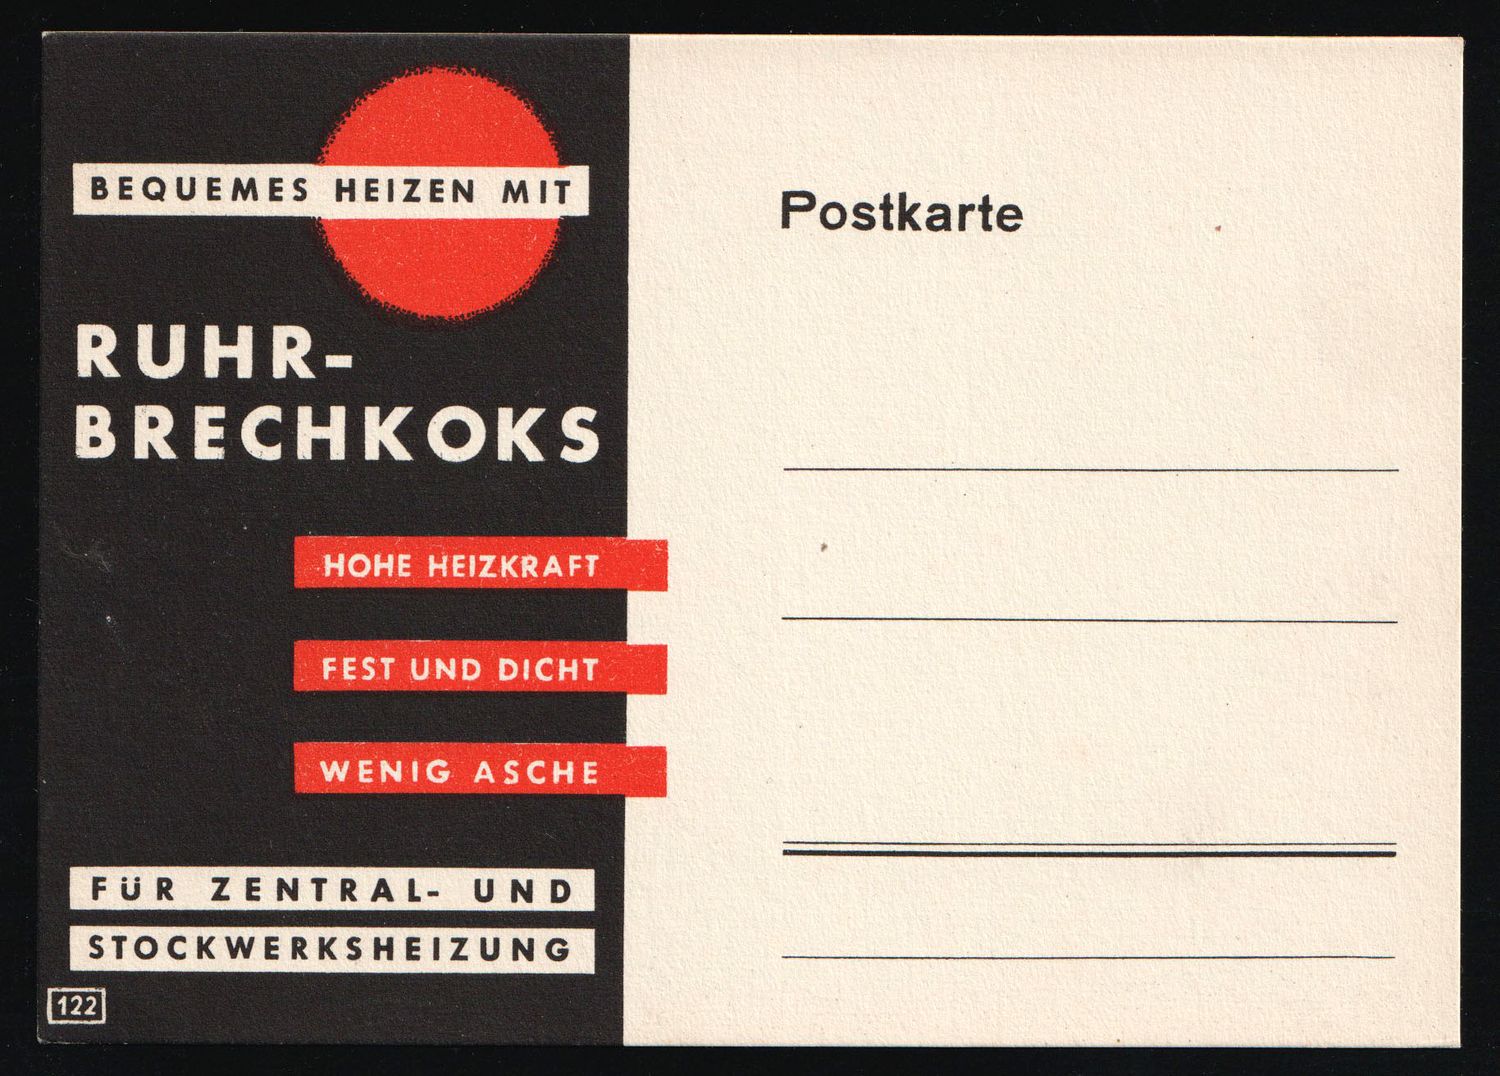 BEQUEMES HEIZEN MIT
RUHR-
BRECHKOKS
HOHE HEIZKRAFT
FEST UND DICHT
WENIG ASCHE
FÜR ZENTRAL- UND
STOCKWERKSHEIZUNG
122
Postkarte